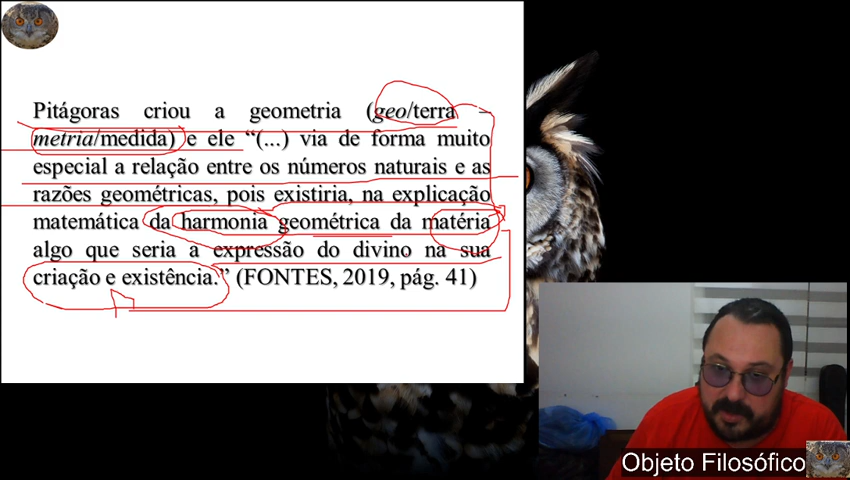 Pitágoras criou a geometria (geo/terra –
metria/medida) e ele “(...) via de forma muito
especial a relação entre os números naturais e as
razões geométricas, pois existiria, na explicação
matemática da harmonia geométrica da matéria
algo que seria a expressão do divino na sua
criação e existência.” (FONTES, 2019, pág. 41)
Objeto Filosófico